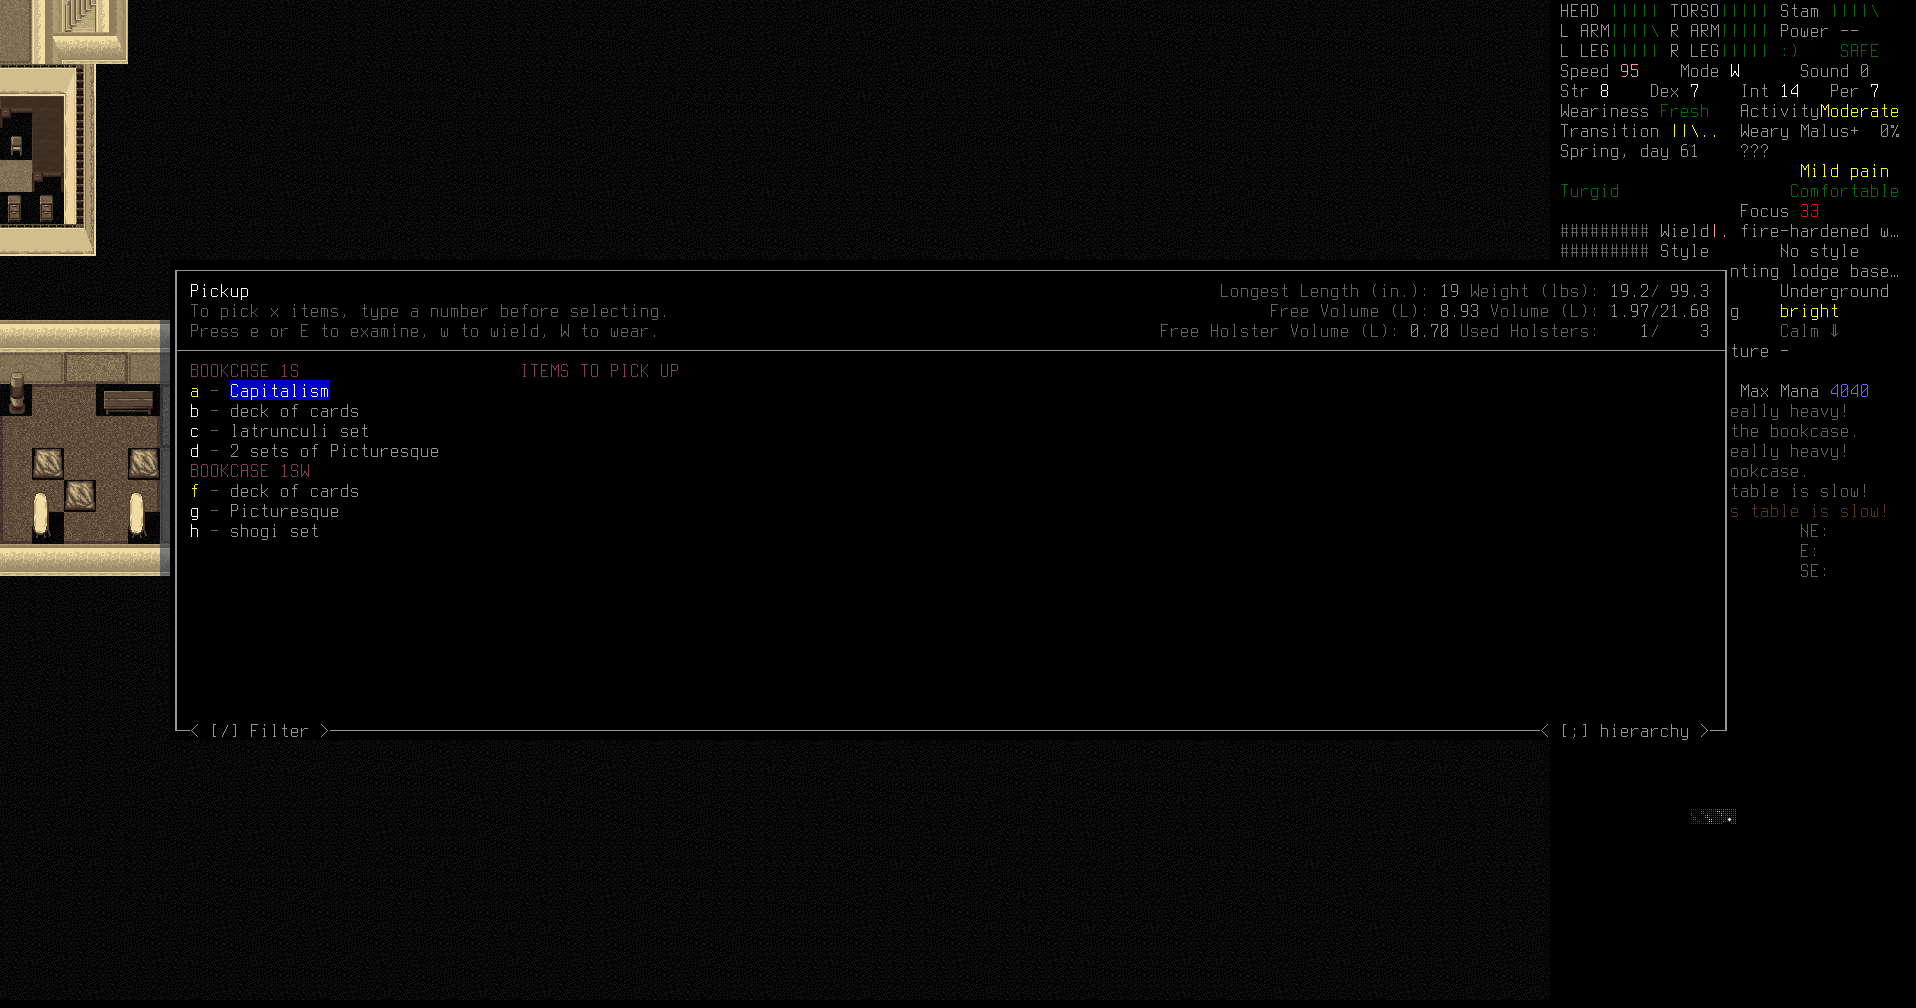 HEAD ||||| TORSO||||| Stam ||||\
L ARM||||\ R ARM||||| Power --
L LEG||||| R LEG||||| :) SAFE
Speed 95 Mode W Sound 0
Str 8 Dex 7 Int 14 Per 7
Weariness Fresh ActivityModerate
Transition ||\.. Weary Malus+ 0%
Spring, day 61 ???
Mild pain
Turgid Comfortable
Focus 33
######### Wield|. fire-hardened w…
######### Style No style
nting lodge base…
Pickup Longest Length (in.): 19 Weight (lbs): 19.2/ 99.3 Underground
To pick x items, type a number before selecting. Free Volume (L): 8.93 Volume (L): 1.97/21.68 g bright
Press e or E to examine, w to wield, W to wear. Free Holster Volume (L): 0.70 Used Holsters: 1/ 3 Calm ⇓
ture -
BOOKCASE 1S ITEMS TO PICK UP
a - Capitalism Max Mana 4040
b - deck of cards eally heavy!
c - latrunculi set the bookcase.
d - 2 sets of Picturesque eally heavy!
BOOKCASE 1SW ookcase.
f - deck of cards table is slow!
g - Picturesque s table is slow!
h - shogi set NE:
E:
SE:
< [/] Filter > < [;] hierarchy >